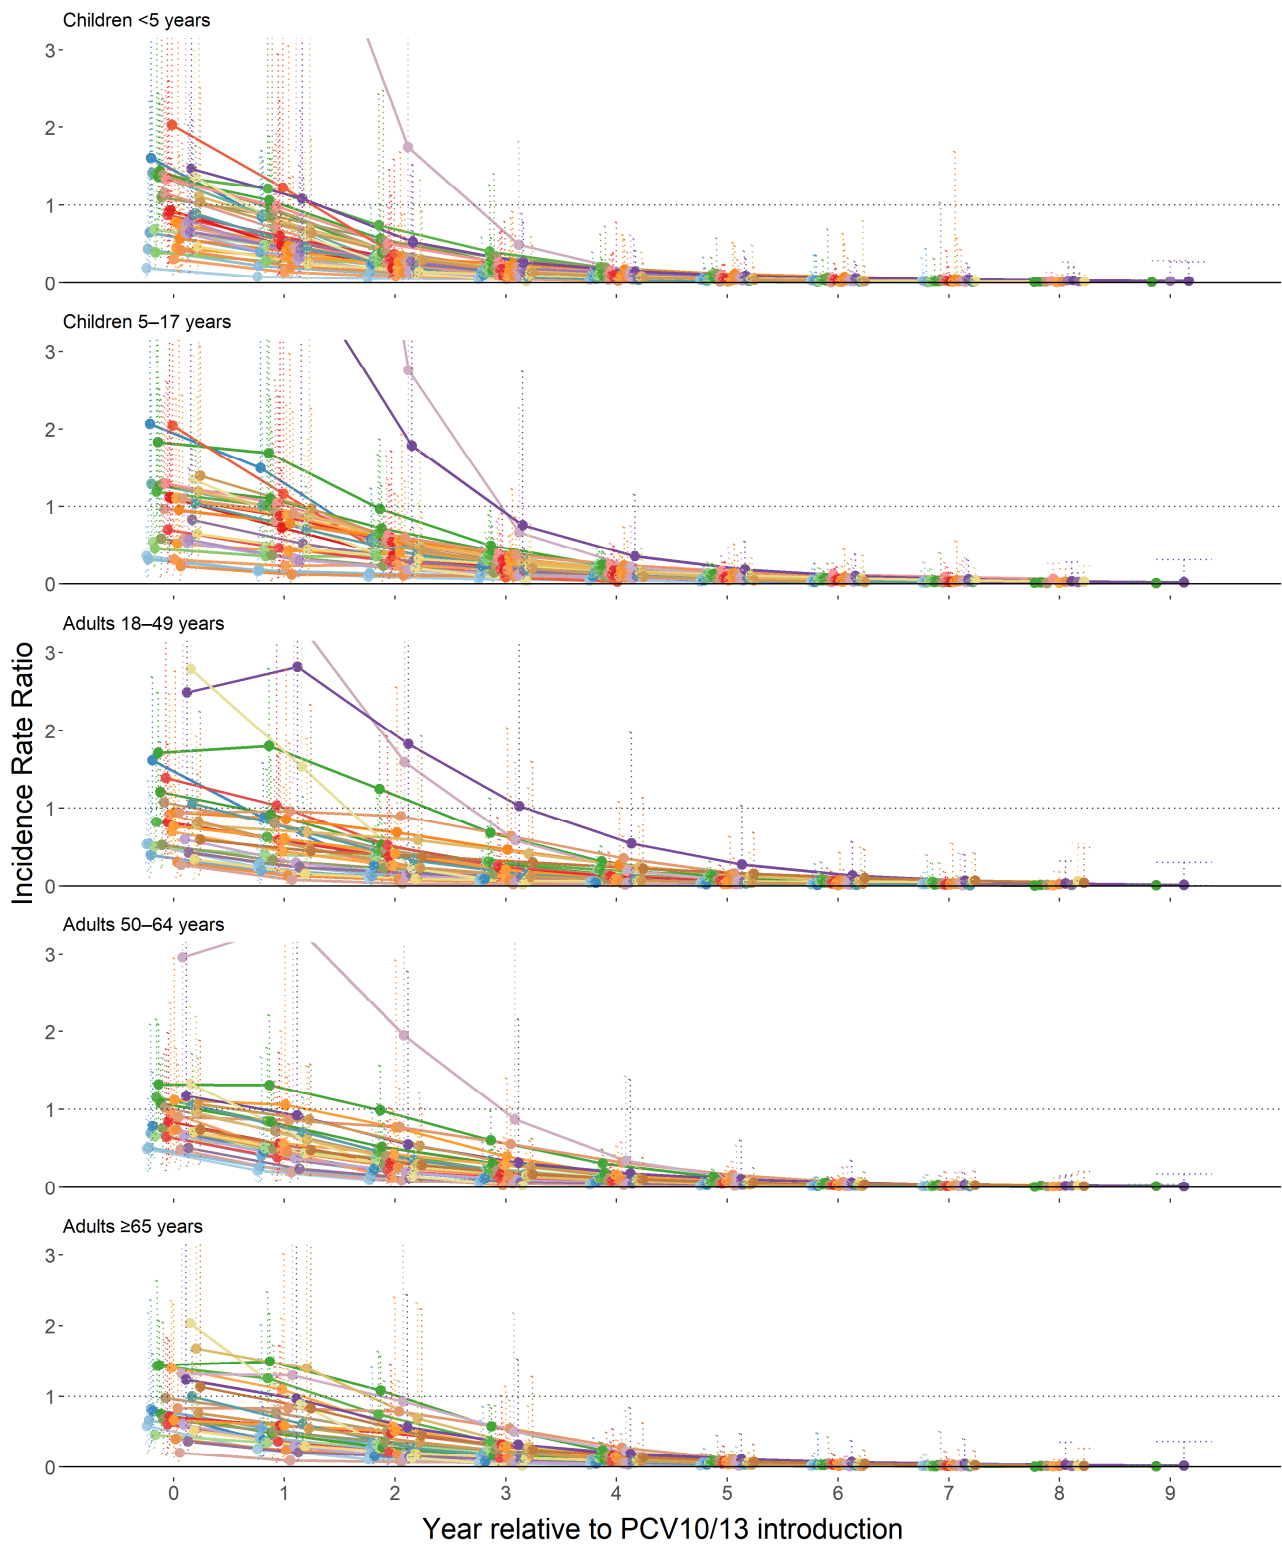 Children <5 years
3
2
1
0
Children 5–17 years
3
2
1
0
Adults 18–49 years
3
2
1
0
Incidence Rate Ratio
Adults 50–64 years
3
2
1
0
Adults ≥65 years
3
2
1
0
0 1 2 3 4 5 6 7 8 9
Year relative to PCV10/13 introduction